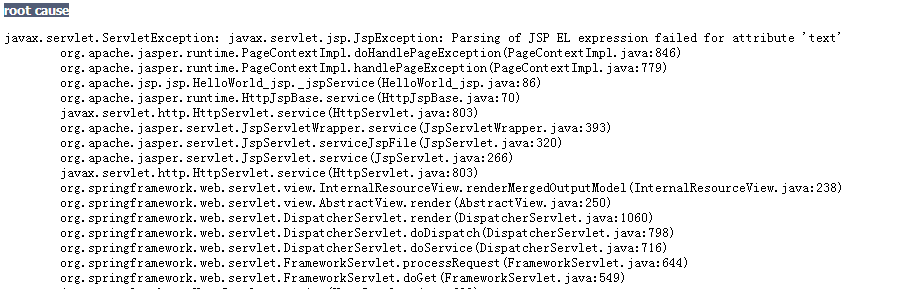 root cause
javax.servlet.ServletException: javax.servlet.jsp.JspException: Parsing of JSP EL expression failed for attribute 'text'
org.apache.jasper.runtime.PageContextImpl.doHandlePageException(PageContextImpl.java:846)
org.apache.jasper.runtime.PageContextImpl.handlePageException(PageContextImpl.java:779)
org.apache.jsp.jsp.HelloWorld_jsp._jspService(HelloWorld_jsp.java:86)
org.apache.jasper.runtime.HttpJspBase.service(HttpJspBase.java:70)
javax.servlet.http.HttpServlet.service(HttpServlet.java:803)
org.apache.jasper.servlet.JspServletWrapper.service(JspServletWrapper.java:393)
org.apache.jasper.servlet.JspServlet.serviceJspFile(JspServlet.java:320)
org.apache.jasper.servlet.JspServlet.service(JspServlet.java:266)
javax.servlet.http.HttpServlet.service(HttpServlet.java:803)
org.springframework.web.servlet.view.InternalResourceView.renderMergedOutputModel(InternalResourceView.java:238)
org.springframework.web.servlet.view.AbstractView.render(AbstractView.java:250)
org.springframework.web.servlet.DispatcherServlet.render(DispatcherServlet.java:1060)
org.springframework.web.servlet.DispatcherServlet.doDispatch(DispatcherServlet.java:798)
org.springframework.web.servlet.DispatcherServlet.doService(DispatcherServlet.java:716)
org.springframework.web.servlet.FrameworkServlet.processRequest(FrameworkServlet.java:644)
org.springframework.web.servlet.FrameworkServlet.doGet(FrameworkServlet.java:549)